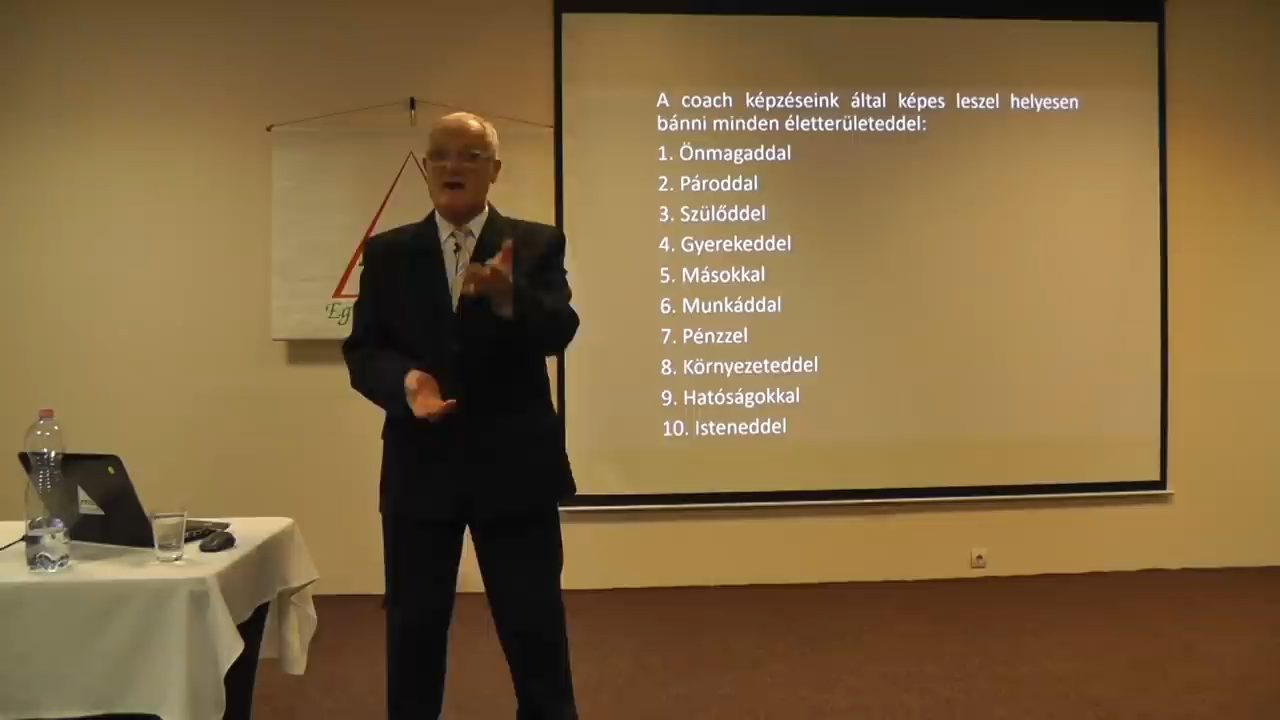 A coach képzéseink által képes leszel helyesen
bánni minden életterületeddel:
1. Önmagaddal
2. Pároddal
3. Szülőddel
4. Gyerekeddel
5. Másokkal
6. Munkáddal
7. Pénzzel
8. Környezeteddel
9. Hatóságokkal
10. Isteneddel
Eg